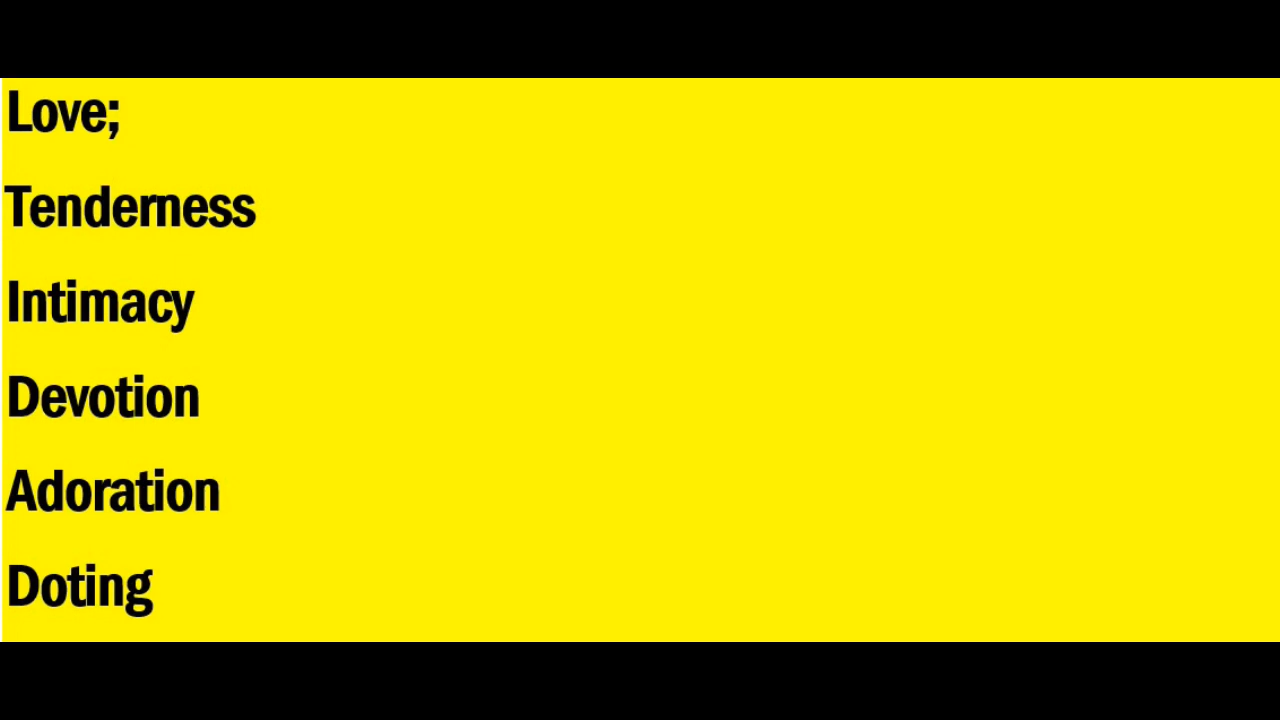 Love;
Tenderness
Intimacy
Devotion
Adoration
Doting